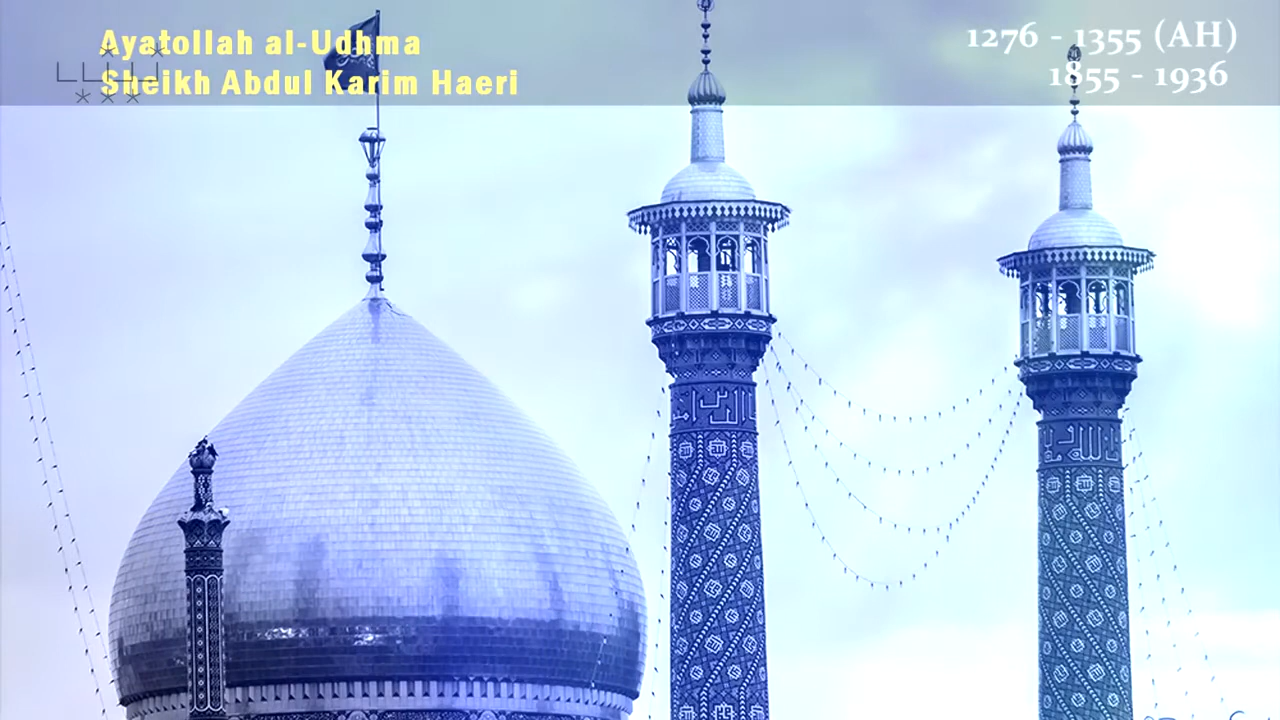 Ayatollah al-Udhma
Sheikh Abdul Karim Haeri
1276 - 1355 (AH)
1855 - 1936